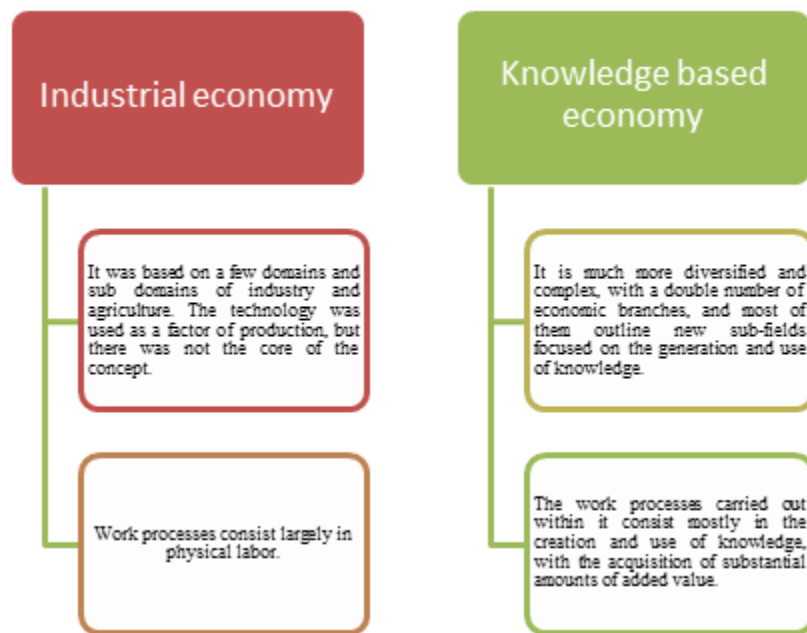 Industrial economy
It was based on a few domains and
sub domains of industry and
agriculture. The technology was
used as a factor of production, but
there was not the core of the
concept.
Work processes consist largely in
physical labor.
Knowledge based
economy
It is much more diversified and
complex, with a double number of
economic branches, and most of
them outline new sub-fields
focused on the generation and use
of knowledge.
The work processes carried out
within it consist mostly in the
creation and use of knowledge,
with the acquisition of substantial
amounts of added value.